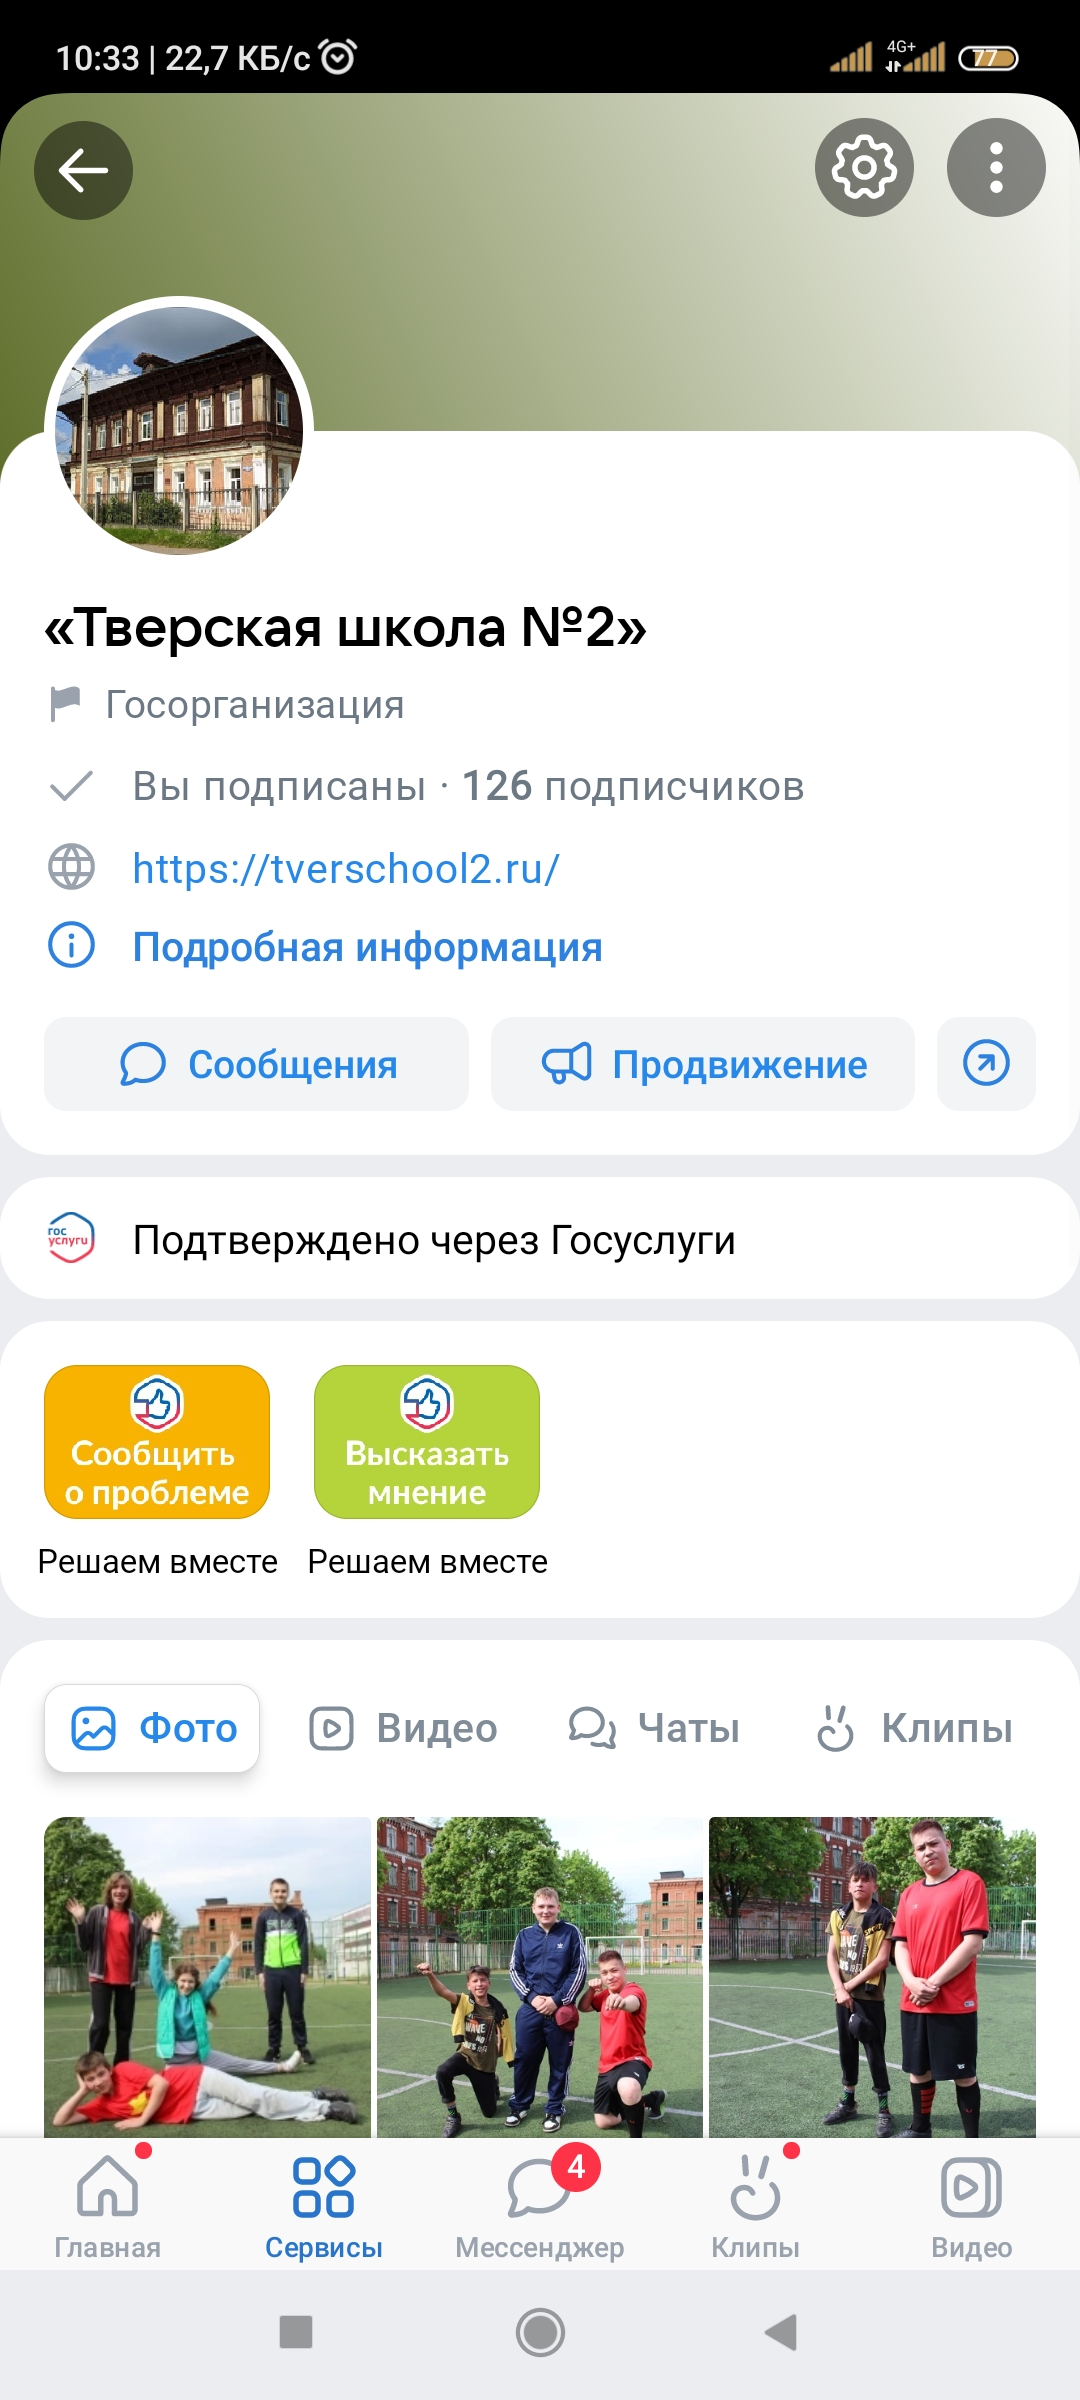 10:33 | 22,7 КБ/с
4G+
77
«Тверская школа №2»
Госорганизация
Вы подписаны · 126 подписчиков
https://tverschool2.ru/
Подробная информация
Сообщения
Продвижение
гос
услуги
Подтверждено через Госуслуги
Сообщить
о проблеме
Высказать
мнение
Решаем вместе
Решаем вместе
Фото
Видео
Чаты
Клипы
4
Главная
Сервисы
Мессенджер
Клипы
Видео